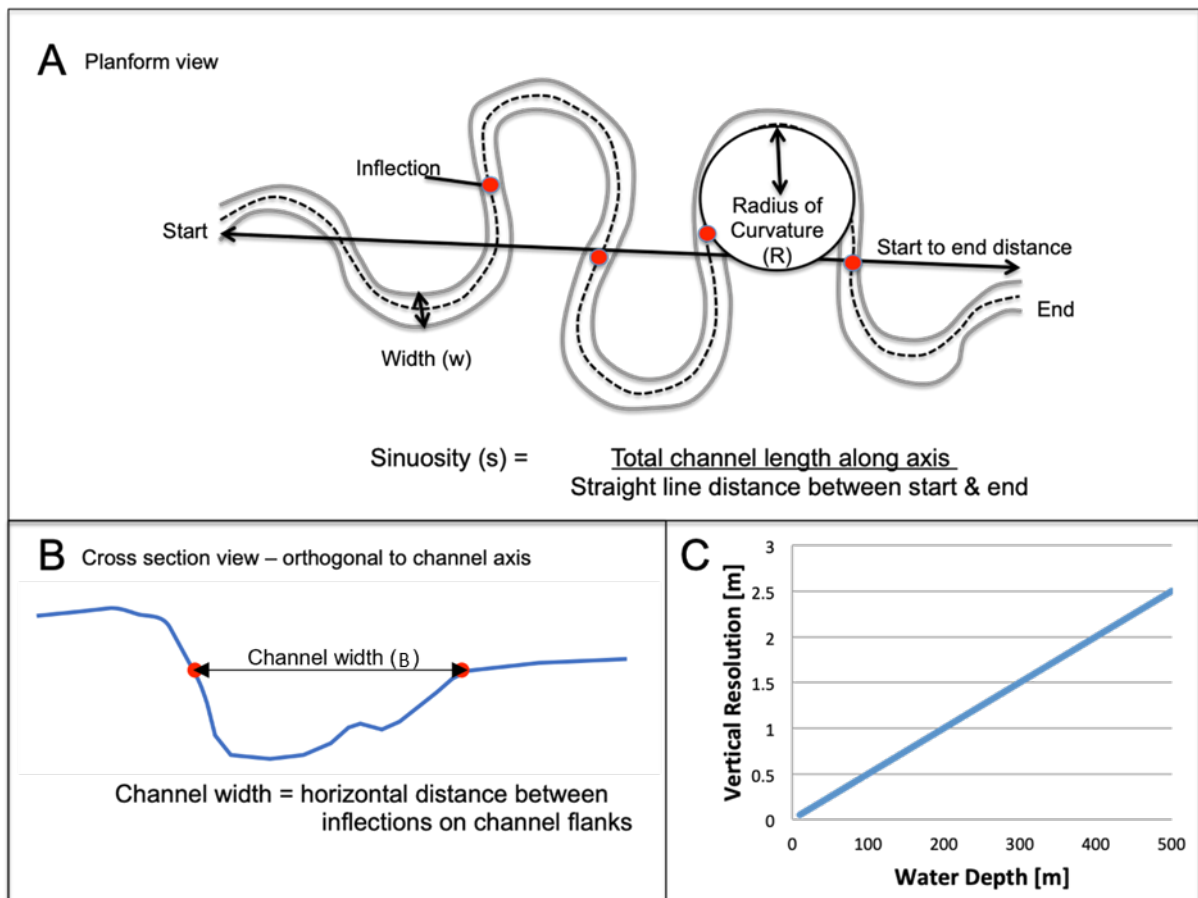 A Planform view
Inflection
Start
Radius of
Curvature
(R)
Start to end distance
End
Width (w)
Sinuosity (s) = Total channel length along axis
Straight line distance between start & end
B Cross section view – orthogonal to channel axis
Channel width (B)
Channel width = horizontal distance between
inflections on channel flanks
C
Vertical Resolution [m]
3
2.5
2
1.5
1
0.5
0
0 100 200 300 400 500
Water Depth [m]